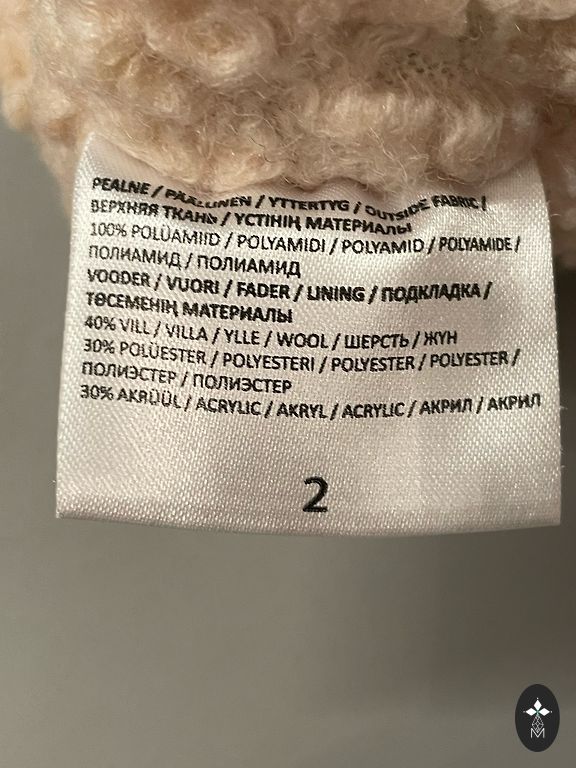 PEALNE / PÄÄLLINEN / YTTERTYG / OUTSIDE FABRIC /
ВЕРХНЯЯ ТКАНЬ / ҮСТІНІҢ МАТЕРИАЛЫ
100% POLÜAMIID / POLYAMIDI / POLYAMID / POLYAMIDE /
ПОЛИАМИД / ПОЛИАМИД
VOODER / VUORI / FADER / LINING / ПОДКЛАДКА /
ТӨСЕМЕНІҢ МАТЕРИАЛЫ
40% VILL / VILLA / YLLE / WOOL / ШЕРСТЬ / ЖҮН
30% POLÜESTER / POLYESTERI / POLYESTER / POLYESTER /
ПОЛИЭСТЕР / ПОЛИЭСТЕР
30% AKRÜÜL / ACRYLIC / AKRYL / ACRYLIC / АКРИЛ / АКРИЛ
2
M